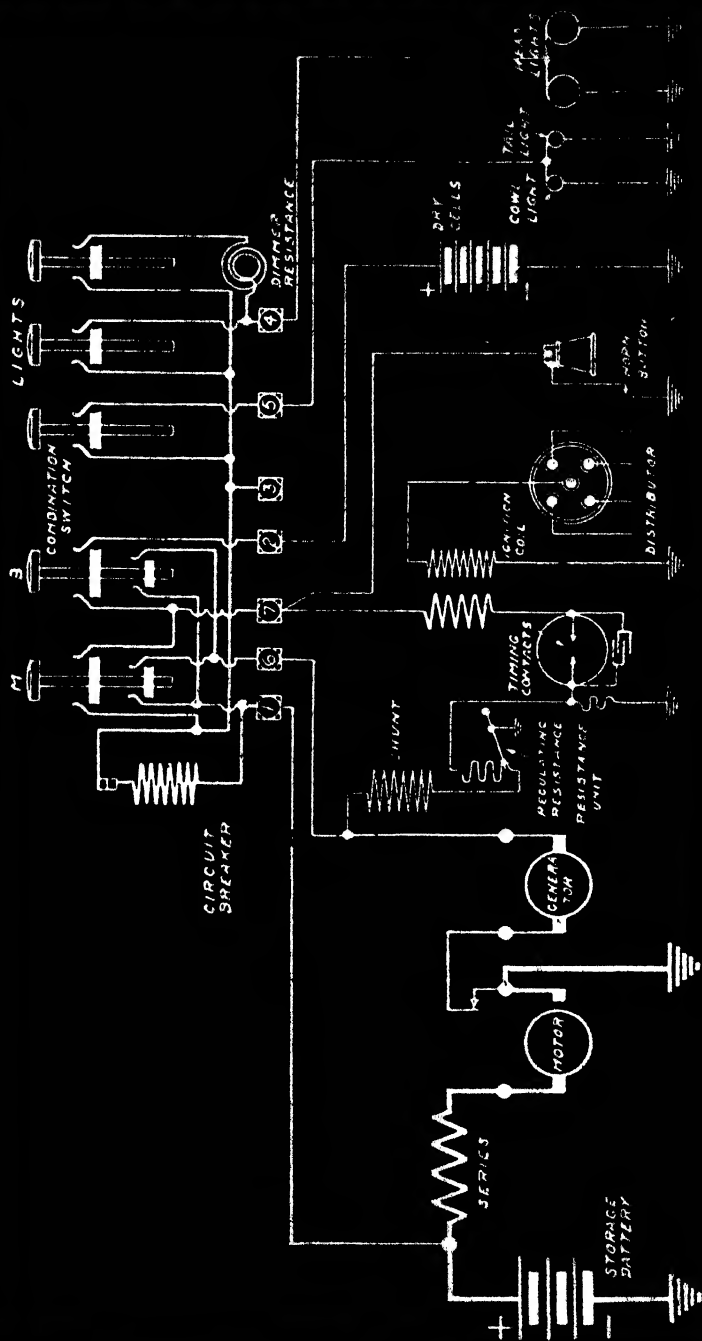 LIGHTS
COMBINATION
SWITCH
B
M
DIMMER
RESISTANCE
4
5
3
2
7
6
1
CIRCUIT
BREAKER
HEAD
LIGHTS
TAIL
LIGHT
COWL
LIGHT
DRY
CELLS
+
−
HORN
BUTTON
IGNITION
COIL
DISTRIBUTOR
TIMING
CONTACTS
SHUNT
REGULATING
RESISTANCE
RESISTANCE
UNIT
GENERA
TOR
MOTOR
SERIES
STORAGE
BATTERY
+
−